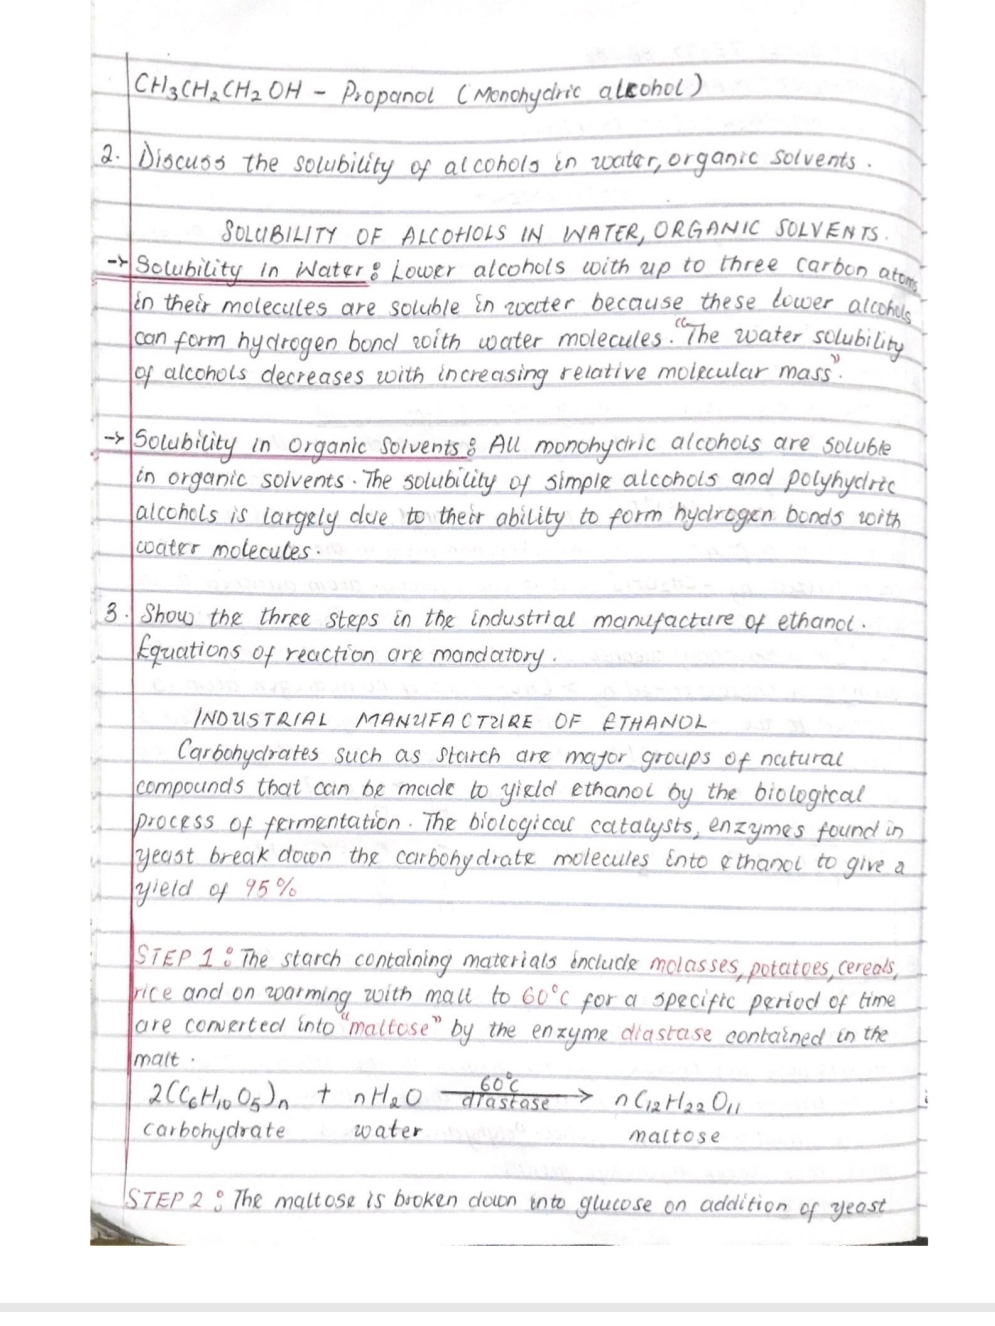 CH₃CH₂CH₂OH - Propanol (Monohydric alcohol)
2. Discuss the solubility of alcohols in water, organic solvents.
SOLUBILITY OF ALCOHOLS IN WATER, ORGANIC SOLVENTS.
→ Solubility in Water: Lower alcohols with up to three carbon atoms
in their molecules are soluble in water because these lower alcohols
can form hydrogen bond with water molecules. "The water solubility
of alcohols decreases with increasing relative molecular mass".
→ Solubility in organic solvents: All monohydric alcohols are soluble
in organic solvents. The solubility of simple alcohols and polyhydric
alcohols is largely due to their ability to form hydrogen bonds with
water molecules.
3. Show the three steps in the industrial manufacture of ethanol.
Equations of reaction are mandatory.
INDUSTRIAL MANUFACTURE OF ETHANOL
Carbohydrates such as starch are major groups of natural
compounds that can be made to yield ethanol by the biological
process of fermentation. The biological catalysts, enzymes found in
yeast break down the carbohydrate molecules into ethanol to give a
yield of 95%
STEP 1: The starch containing materials include molasses, potatoes, cereals,
rice and on warming with malt to 60°C for a specific period of time
are converted into "maltose" by the enzyme diastase contained in the
malt.
2(C₆H₁₀O₅)n + nH₂O 60°C diastase → nC₁₂H₂₂O₁₁
carbohydrate water maltose
STEP 2: The maltose is broken down into glucose on addition of yeast